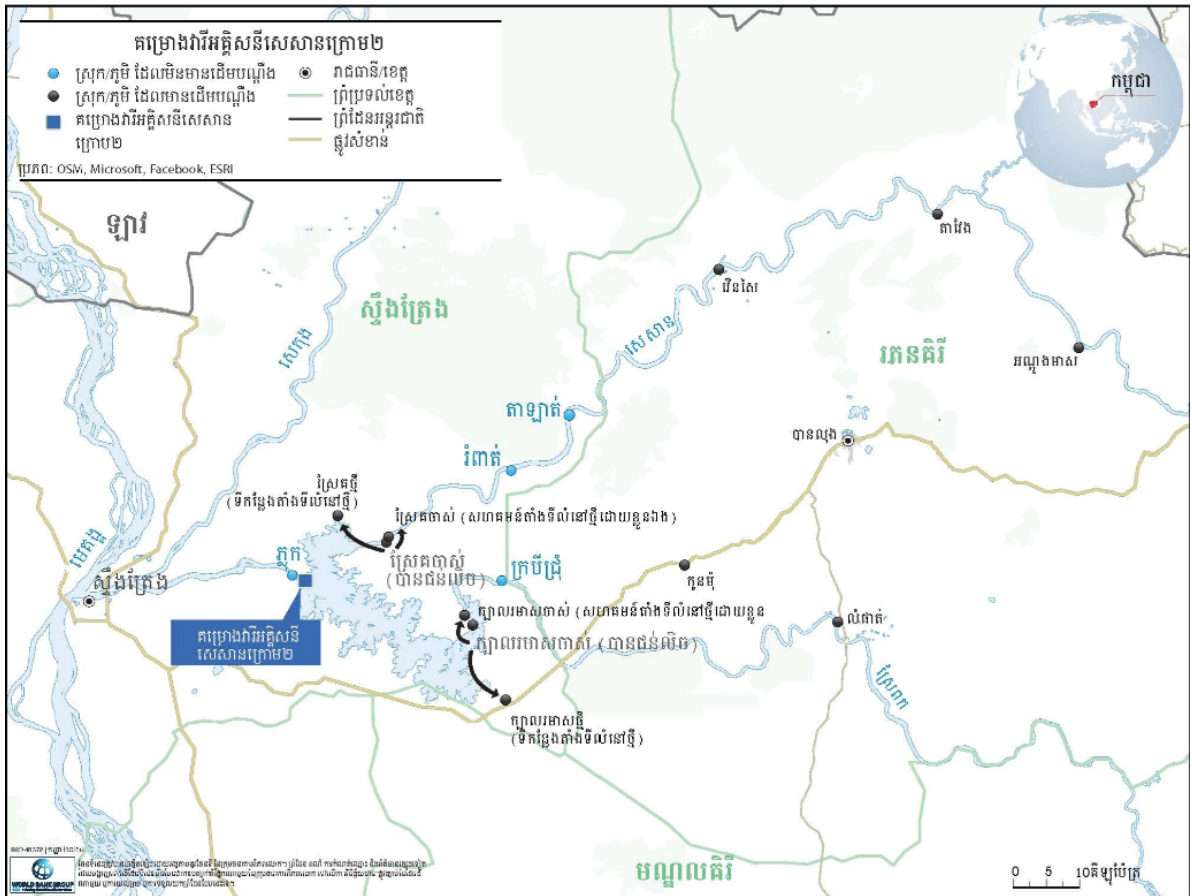 គម្រោងវារីអគ្គិសនីសេសានក្រោម២
ស្រុក/ភូមិ ដែលមិនមានដើមបណ្តឹង
ស្រុក/ភូមិ ដែលមានដើមបណ្តឹង
គម្រោងវារីអគ្គិសនីសេសាន
ក្រោម២
រាជធានី/ខេត្ត
ព្រំប្រទល់ខេត្ត
ព្រំដែនអន្តរជាតិ
ផ្លូវសំខាន់
ប្រភព: OSM, Microsoft, Facebook, ESRI
កម្ពុជា
ឡាវ
តាវែង
ស្ទឹងត្រែង
វើនសៃ
សេកុង
សេសាន
រតនគិរី
អណ្តូងមាស
តាឡាត់
បានលុង
រំពាត់
ស្រែគថ្មី
(ទីកន្លែងតាំងទីលំនៅថ្មី)
ស្រែគចាស់ (សហគមន៍តាំងទីលំនៅថ្មីដោយខ្លួនឯង)
មេគង្គ
ភ្លុក
ស្រែគចាស់
(បានជន់លិច)
ក្របីជ្រុំ
កូនម៉ុំ
ស្ទឹងត្រែង
ក្បាលរមាសចាស់ (សហគមន៍តាំងទីលំនៅថ្មីដោយខ្លួន
លំផាត់
គម្រោងវារីអគ្គិសនី
សេសានក្រោម២
ក្បាលរមាសចាស់ (បានជន់លិច)
ស្រែពក
ក្បាលរមាសថ្មី
(ទីកន្លែងតាំងទីលំនៅថ្មី)
មណ្ឌលគិរី
0 5 10គីឡូម៉ែត្រ
WORLD BANK GROUP